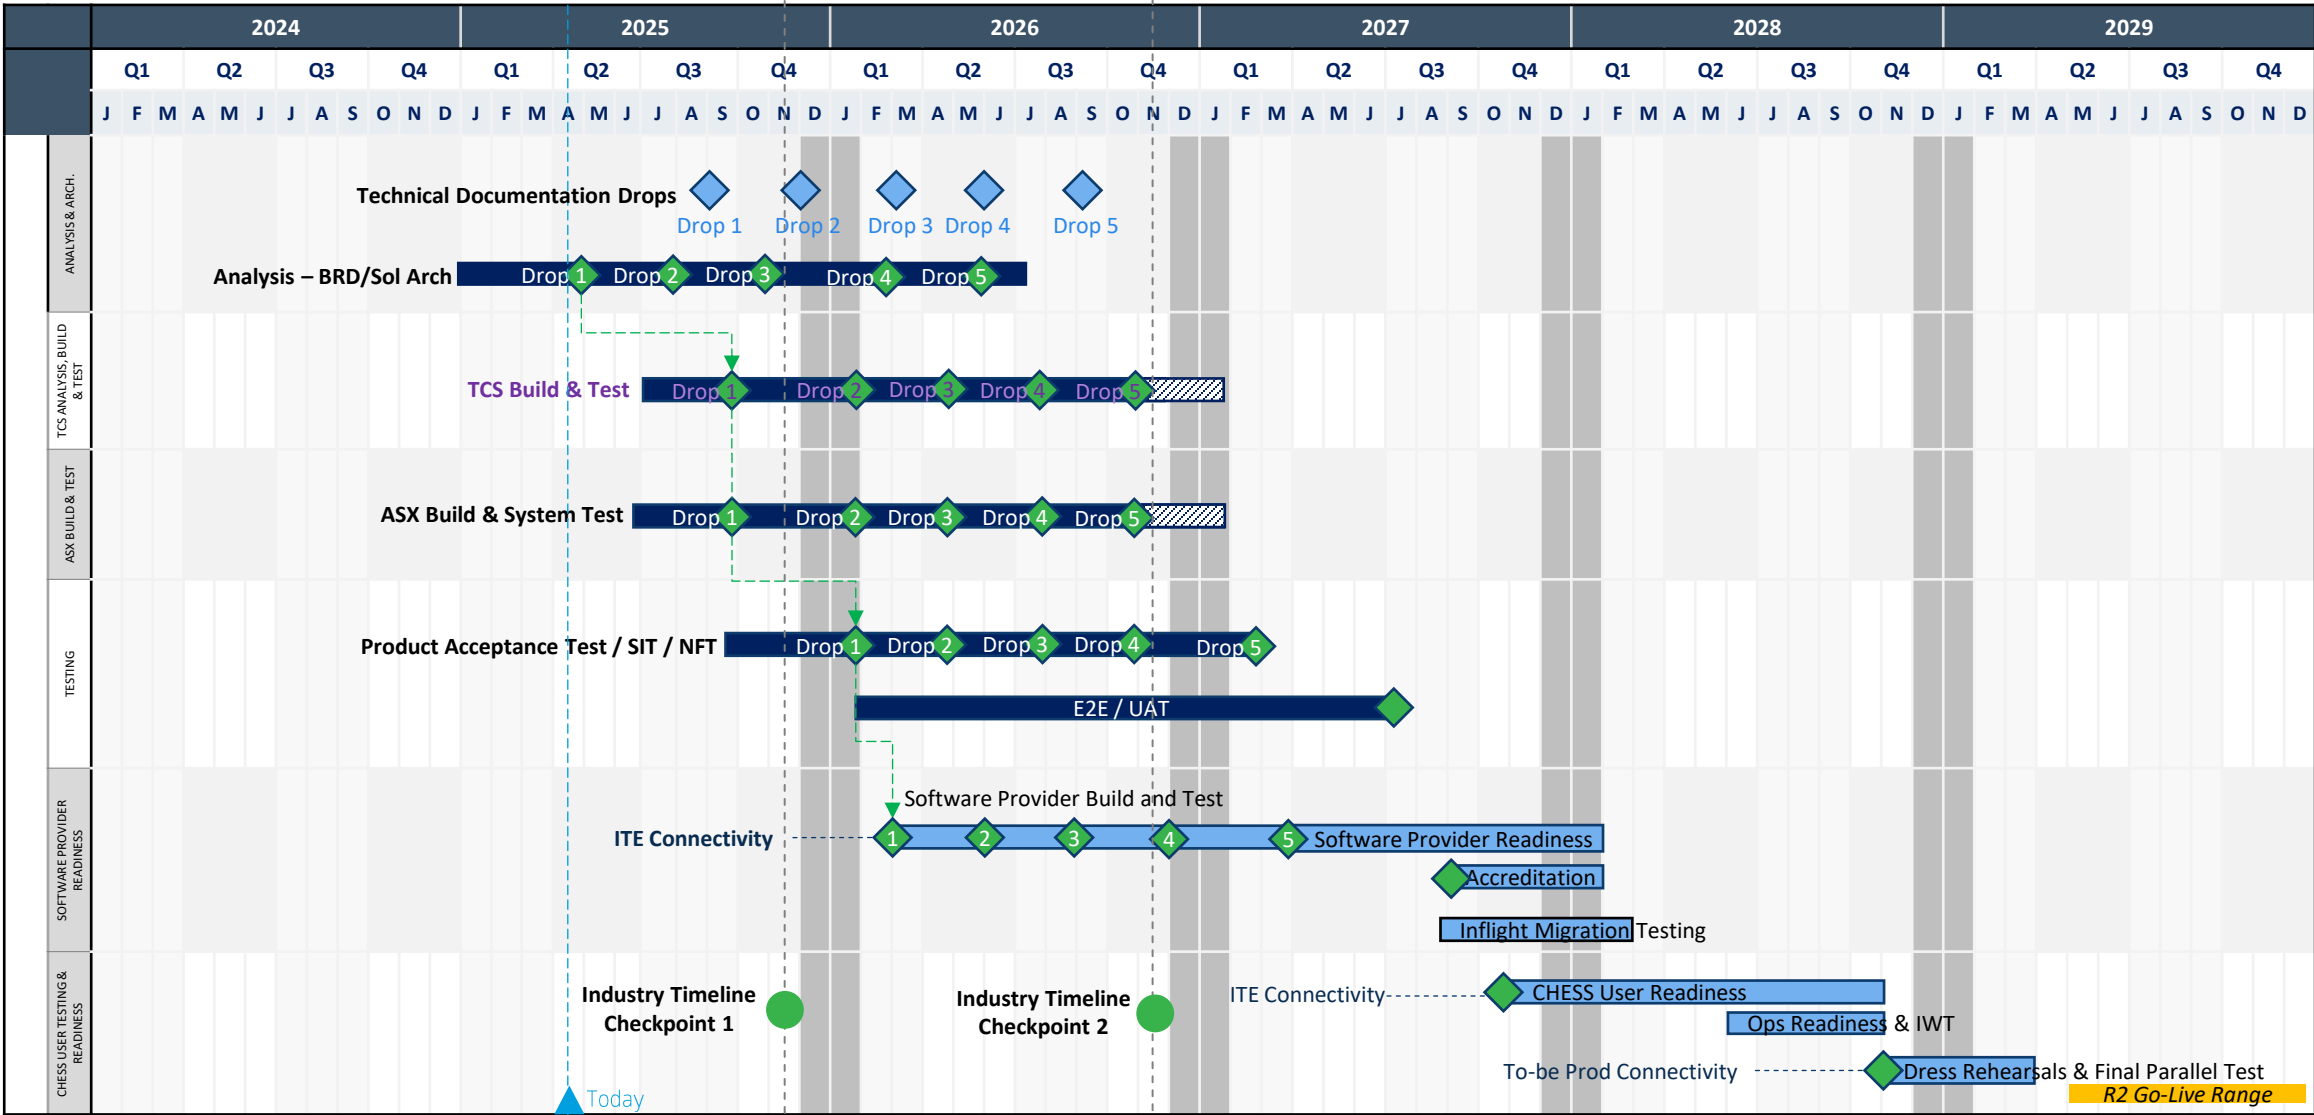 2024 2025 2026 2027 2028 2029
Q1 Q2 Q3 Q4 Q1 Q2 Q3 Q4 Q1 Q2 Q3 Q4 Q1 Q2 Q3 Q4 Q1 Q2 Q3 Q4 Q1 Q2 Q3 Q4
J F M A M J J A S O N D J F M A M J J A S O N D J F M A M J J A S O N D J F M A M J J A S O N D J F M A M J J A S O N D J F M A M J J A S O N D
ANALYSIS & ARCH.
Technical Documentation Drops
Drop 1 Drop 2 Drop 3 Drop 4 Drop 5
Analysis – BRD/Sol Arch Drop 1 Drop 2 Drop 3 Drop 4 Drop 5
TCS ANALYSIS, BUILD
& TEST
TCS Build & Test Drop 1 Drop 2 Drop 3 Drop 4 Drop 5
ASX BUILD & TEST
ASX Build & System Test Drop 1 Drop 2 Drop 3 Drop 4 Drop 5
TESTING
Product Acceptance Test / SIT / NFT Drop 1 Drop 2 Drop 3 Drop 4 Drop 5
E2E / UAT
SOFTWARE PROVIDER
READINESS
Software Provider Build and Test
ITE Connectivity 1 2 3 4 5 Software Provider Readiness
Accreditation
Inflight Migration Testing
CHESS USER TESTING &
READINESS
Industry Timeline
Checkpoint 1
Industry Timeline
Checkpoint 2
ITE Connectivity CHESS User Readiness
Ops Readiness & IWT
To-be Prod Connectivity Dress Rehearsals & Final Parallel Test
R2 Go-Live Range
Today